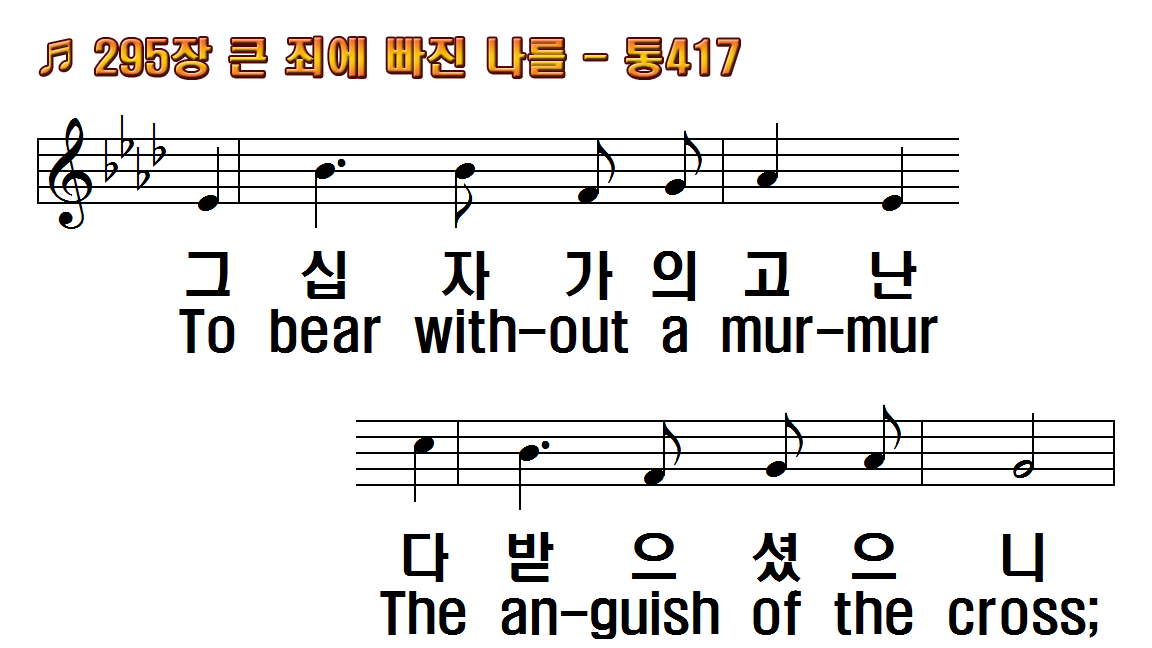 ♬ 295장 큰 죄에 빠진 나를 - 통417
그 십 자 가 의 고 난
To bear with-out a mur-mur
다 받 으 셨 으 니
The an-guish of the cross;